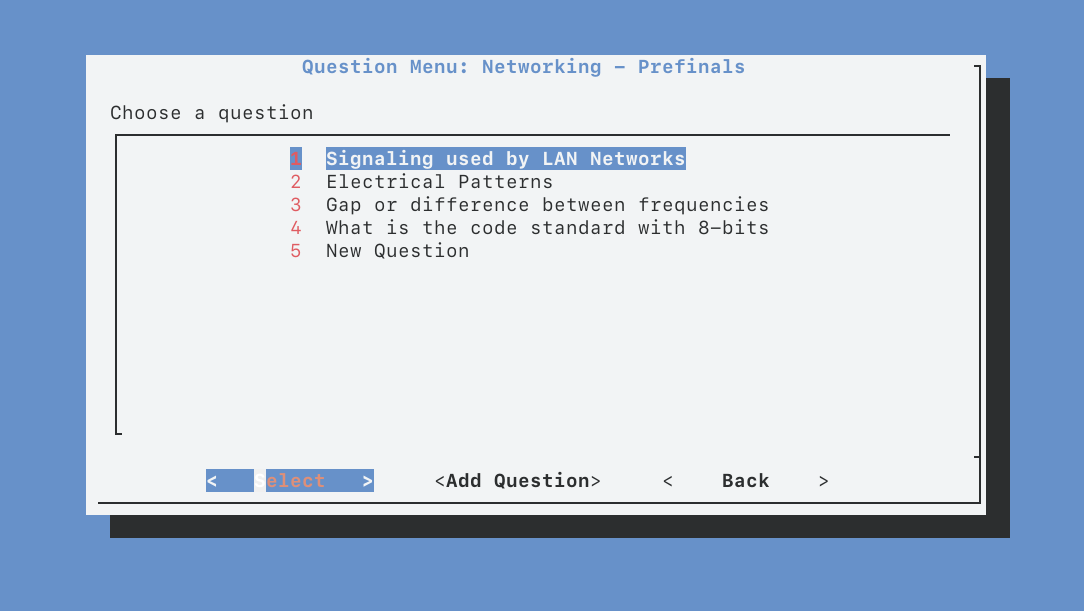 Question Menu: Networking - Prefinals
Choose a question
1 Signaling used by LAN Networks
2 Electrical Patterns
3 Gap or difference between frequencies
4 What is the code standard with 8-bits
5 New Question
< Select > <Add Question> < Back >